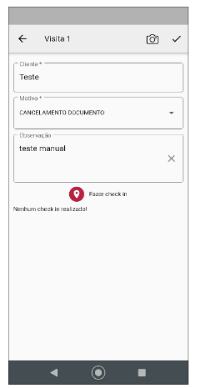 Visita 1
Cliente *
Teste
Motivo *
CANCELAMENTO DOCUMENTO
Observação
teste manual
Fazer check in
Nenhum check in realizado!